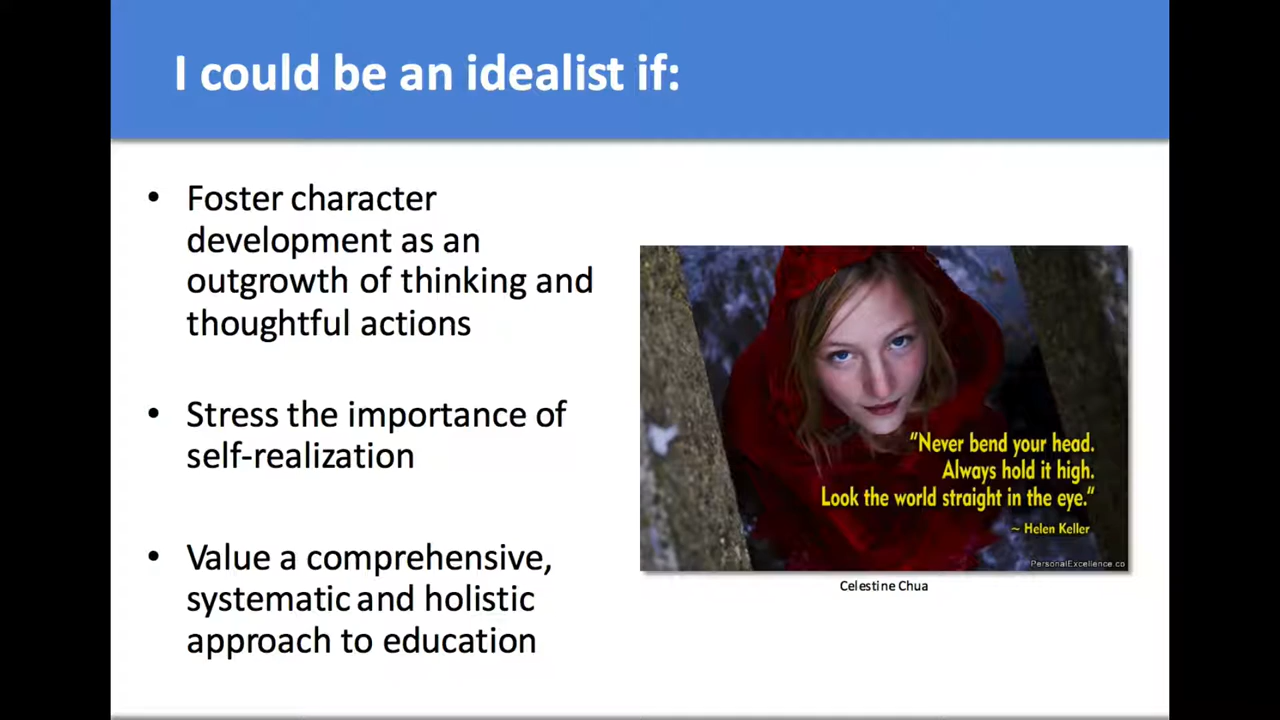 I could be an idealist if:
• Foster character
development as an
outgrowth of thinking and
thoughtful actions
• Stress the importance of
self-realization
• Value a comprehensive,
systematic and holistic
approach to education
“Never bend your head.
Always hold it high.
Look the world straight in the eye.“
~ Helen Keller
PersonalExcellence.co
Celestine Chua